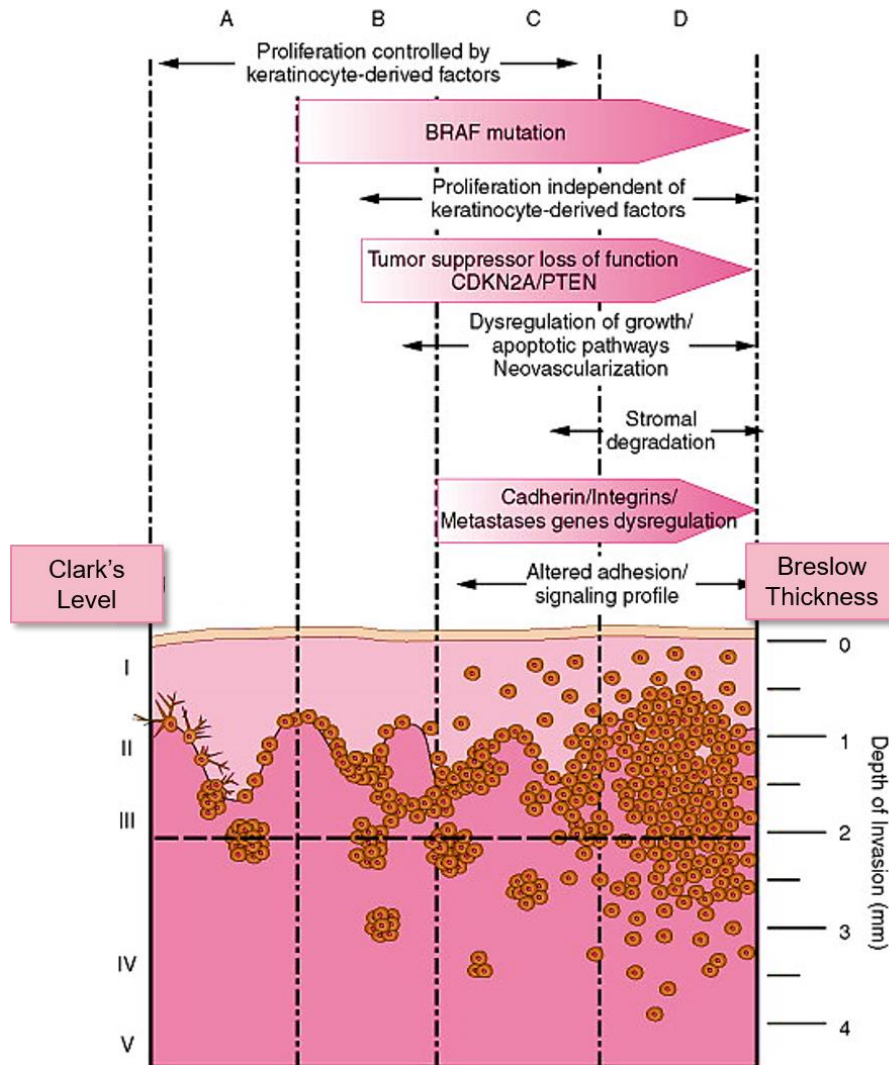 A B C D
Proliferation controlled by
keratinocyte-derived factors
BRAF mutation
Proliferation independent of
keratinocyte-derived factors
Tumor suppressor loss of function
CDKN2A/PTEN
Dysregulation of growth/
apoptotic pathways
Neovascularization
Stromal
degradation
Cadherin/Integrins/
Metastases genes dysregulation
Altered adhesion/
signaling profile
Clark's
Level
Breslow
Thickness
I
II
III
IV
V
0
1
2
3
4
Depth of Invasion (mm)